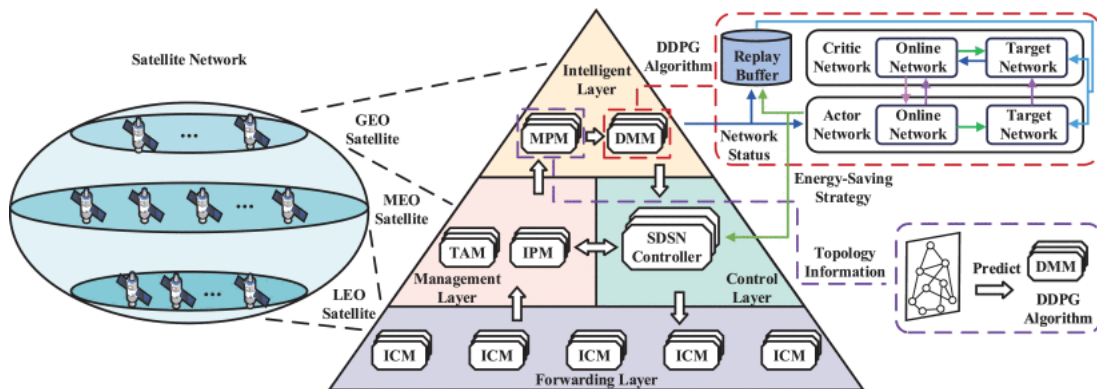 Satellite Network
...
...
...
GEO
Satellite
MEO
Satellite
LEO
Satellite
Intelligent
Layer
MPM
DMM
TAM
IPM
Management
Layer
SDSN
Controller
Control
Layer
ICM
ICM
ICM
ICM
ICM
Forwarding Layer
DDPG
Algorithm
Replay
Buffer
Critic
Network
Online
Network
Target
Network
Actor
Network
Online
Network
Target
Network
Network
Status
Energy-Saving
Strategy
Topology
Information
Predict
DMM
DDPG
Algorithm